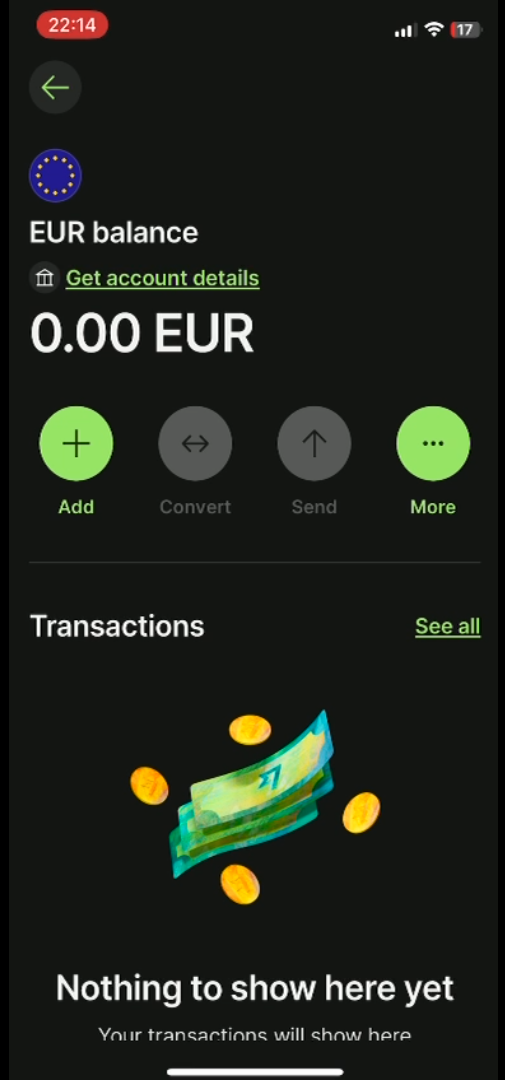 22:14
17
EUR balance
Get account details
0.00 EUR
Add Convert Send More
Transactions See all
Nothing to show here yet
Your transactions will show here